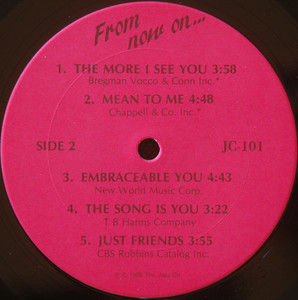 From
now on...
1. THE MORE I SEE YOU 3:58
Bregman Vocco & Conn Inc.*
2. MEAN TO ME 4:48
Chappell & Co. Inc.*
SIDE 2 JC-101
3. EMBRACEABLE YOU 4:43
New World Music Corp.
4. THE SONG IS YOU 3:22
T B Harms Company
5. JUST FRIENDS 3:55
CBS Robbins Catalog Inc.